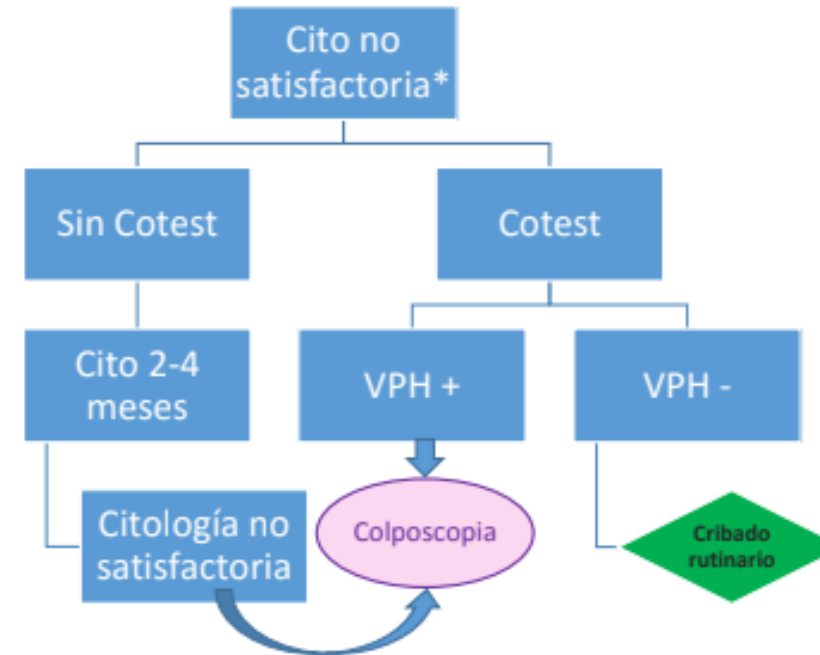 Cito no
satisfactoria*
Sin Cotest
Cotest
Cito 2-4
meses
VPH +
VPH -
Citología no
satisfactoria
Colposcopia
Cribado
rutinario